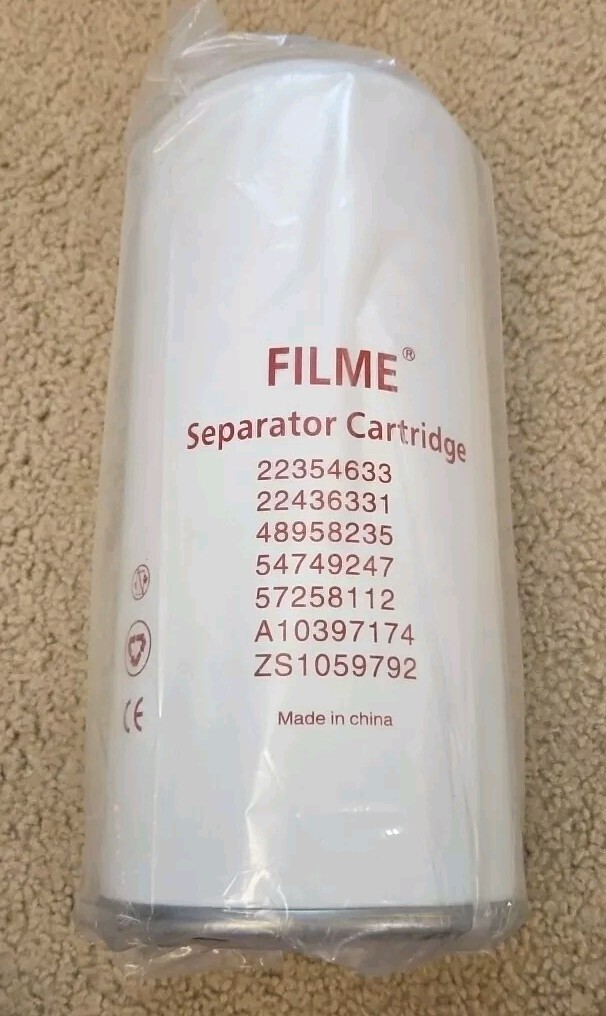 FILME®
Separator Cartridge
22354633
22436331
48958235
54749247
57258112
A10397174
ZS1059792
CE
Made in china